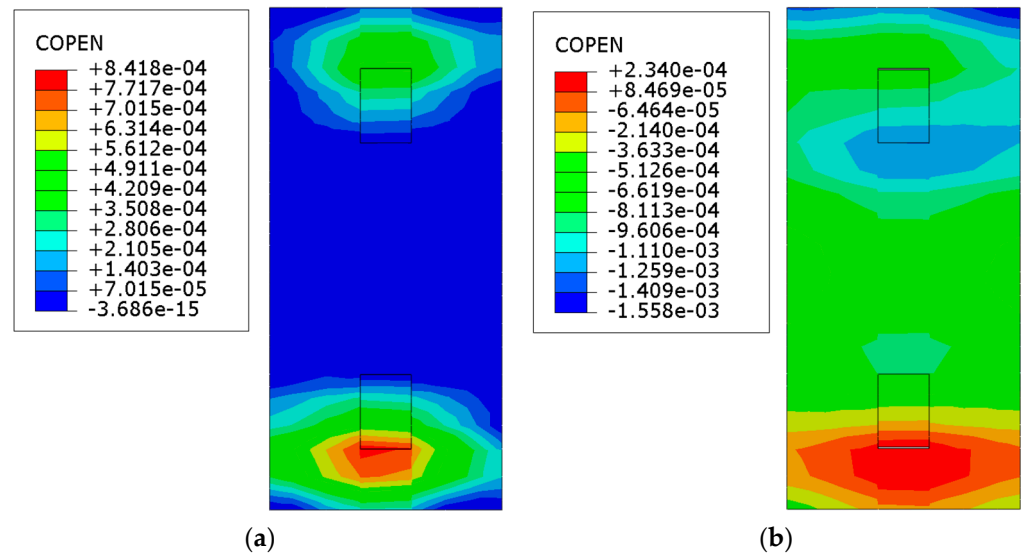 COPEN
+8.418e-04
+7.717e-04
+7.015e-04
+6.314e-04
+5.612e-04
+4.911e-04
+4.209e-04
+3.508e-04
+2.806e-04
+2.105e-04
+1.403e-04
+7.015e-05
-3.686e-15
(a)
COPEN
+2.340e-04
+8.469e-05
-6.464e-05
-2.140e-04
-3.633e-04
-5.126e-04
-6.619e-04
-8.113e-04
-9.606e-04
-1.110e-03
-1.259e-03
-1.409e-03
-1.558e-03
(b)